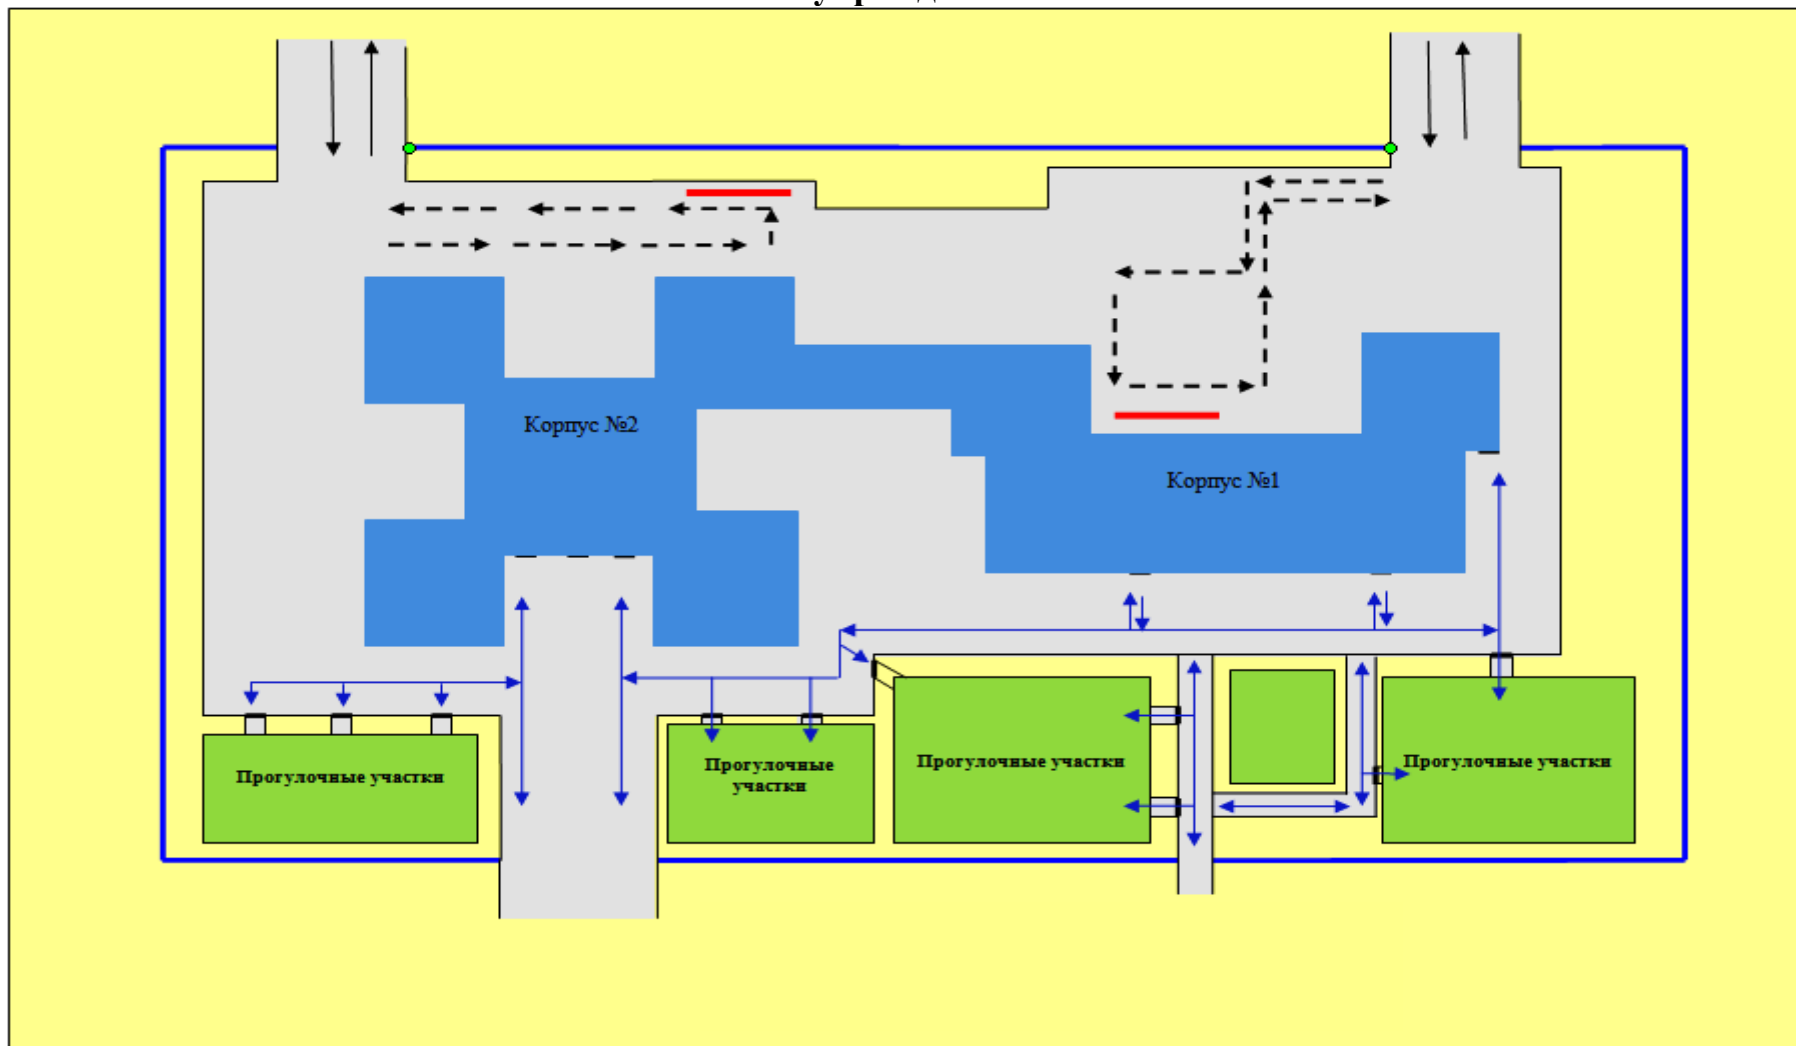 Корпус №2
Корпус №1
Прогулочные участки
Прогулочные
участки
Прогулочные участки
Прогулочные участки